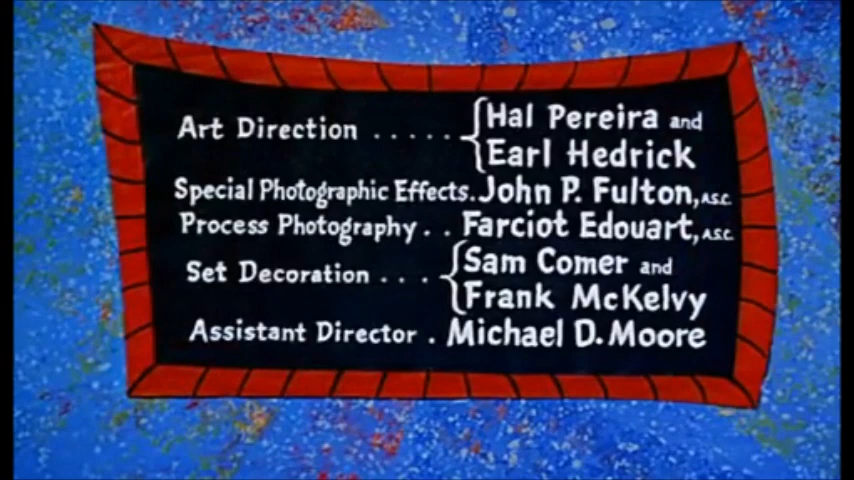 Art Direction ..... { Hal Pereira and
Earl Hedrick
Special Photographic Effects. John P. Fulton, A.S.C.
Process Photography .. Farciot Edouart, A.S.C.
Set Decoration ... { Sam Comer and
Frank McKelvy
Assistant Director . Michael D. Moore